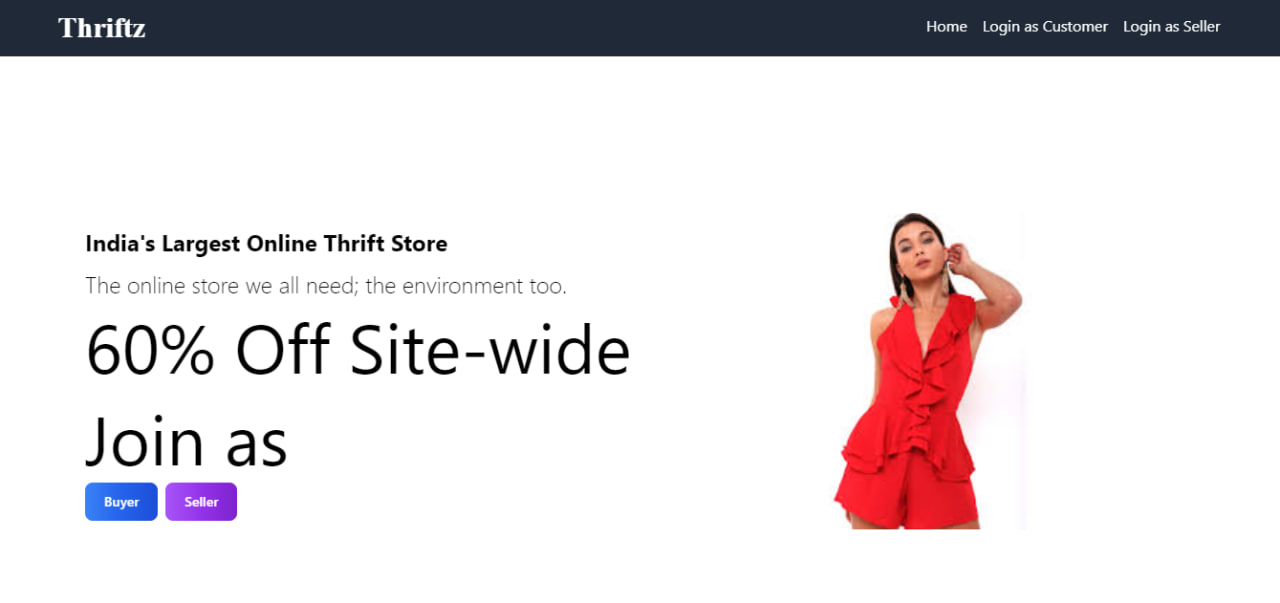 Thriftz
Home Login as Customer Login as Seller
India's Largest Online Thrift Store
The online store we all need; the environment too.
60% Off Site-wide
Join as
Buyer Seller